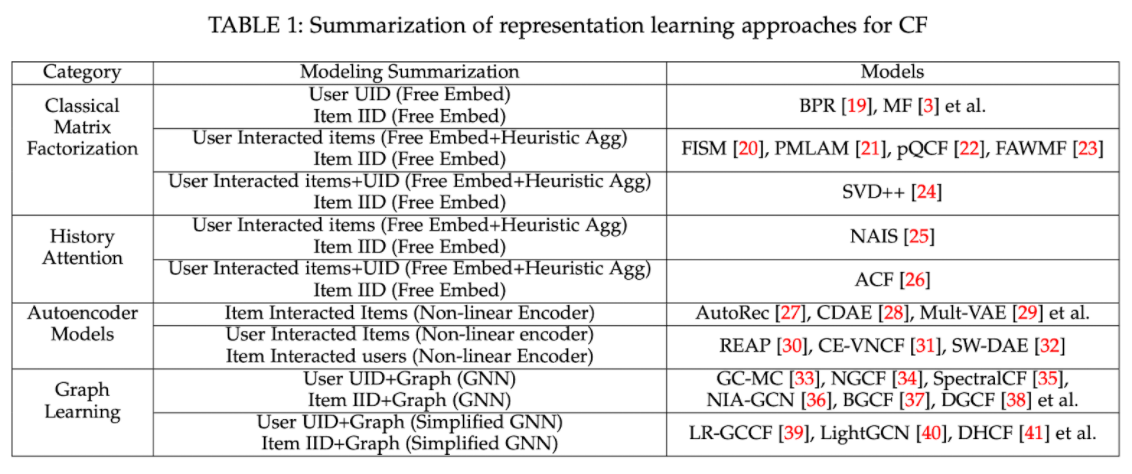 TABLE 1: Summarization of representation learning approaches for CF
Category Modeling Summarization Models
Classical
Matrix
Factorization
User UID (Free Embed)
Item IID (Free Embed)
BPR [19], MF [3] et al.
User Interacted items (Free Embed+Heuristic Agg)
Item IID (Free Embed)
FISM [20], PMLAM [21], pQCF [22], FAWMF [23]
User Interacted items+UID (Free Embed+Heuristic Agg)
Item IID (Free Embed)
SVD++ [24]
History
Attention
User Interacted items (Free Embed+Heuristic Agg)
Item IID (Free Embed)
NAIS [25]
User Interacted items+UID (Free Embed+Heuristic Agg)
Item IID (Free Embed)
ACF [26]
Autoencoder
Models
Item Interacted Items (Non-linear Encoder)
AutoRec [27], CDAE [28], Mult-VAE [29] et al.
User Interacted Items (Non-linear encoder)
Item Interacted users (Non-linear Encoder)
REAP [30], CE-VNCF [31], SW-DAE [32]
Graph
Learning
User UID+Graph (GNN)
Item IID+Graph (GNN)
GC-MC [33], NGCF [34], SpectralCF [35],
NIA-GCN [36], BGCF [37], DGCF [38] et al.
User UID+Graph (Simplified GNN)
Item IID+Graph (Simplified GNN)
LR-GCCF [39], LightGCN [40], DHCF [41] et al.